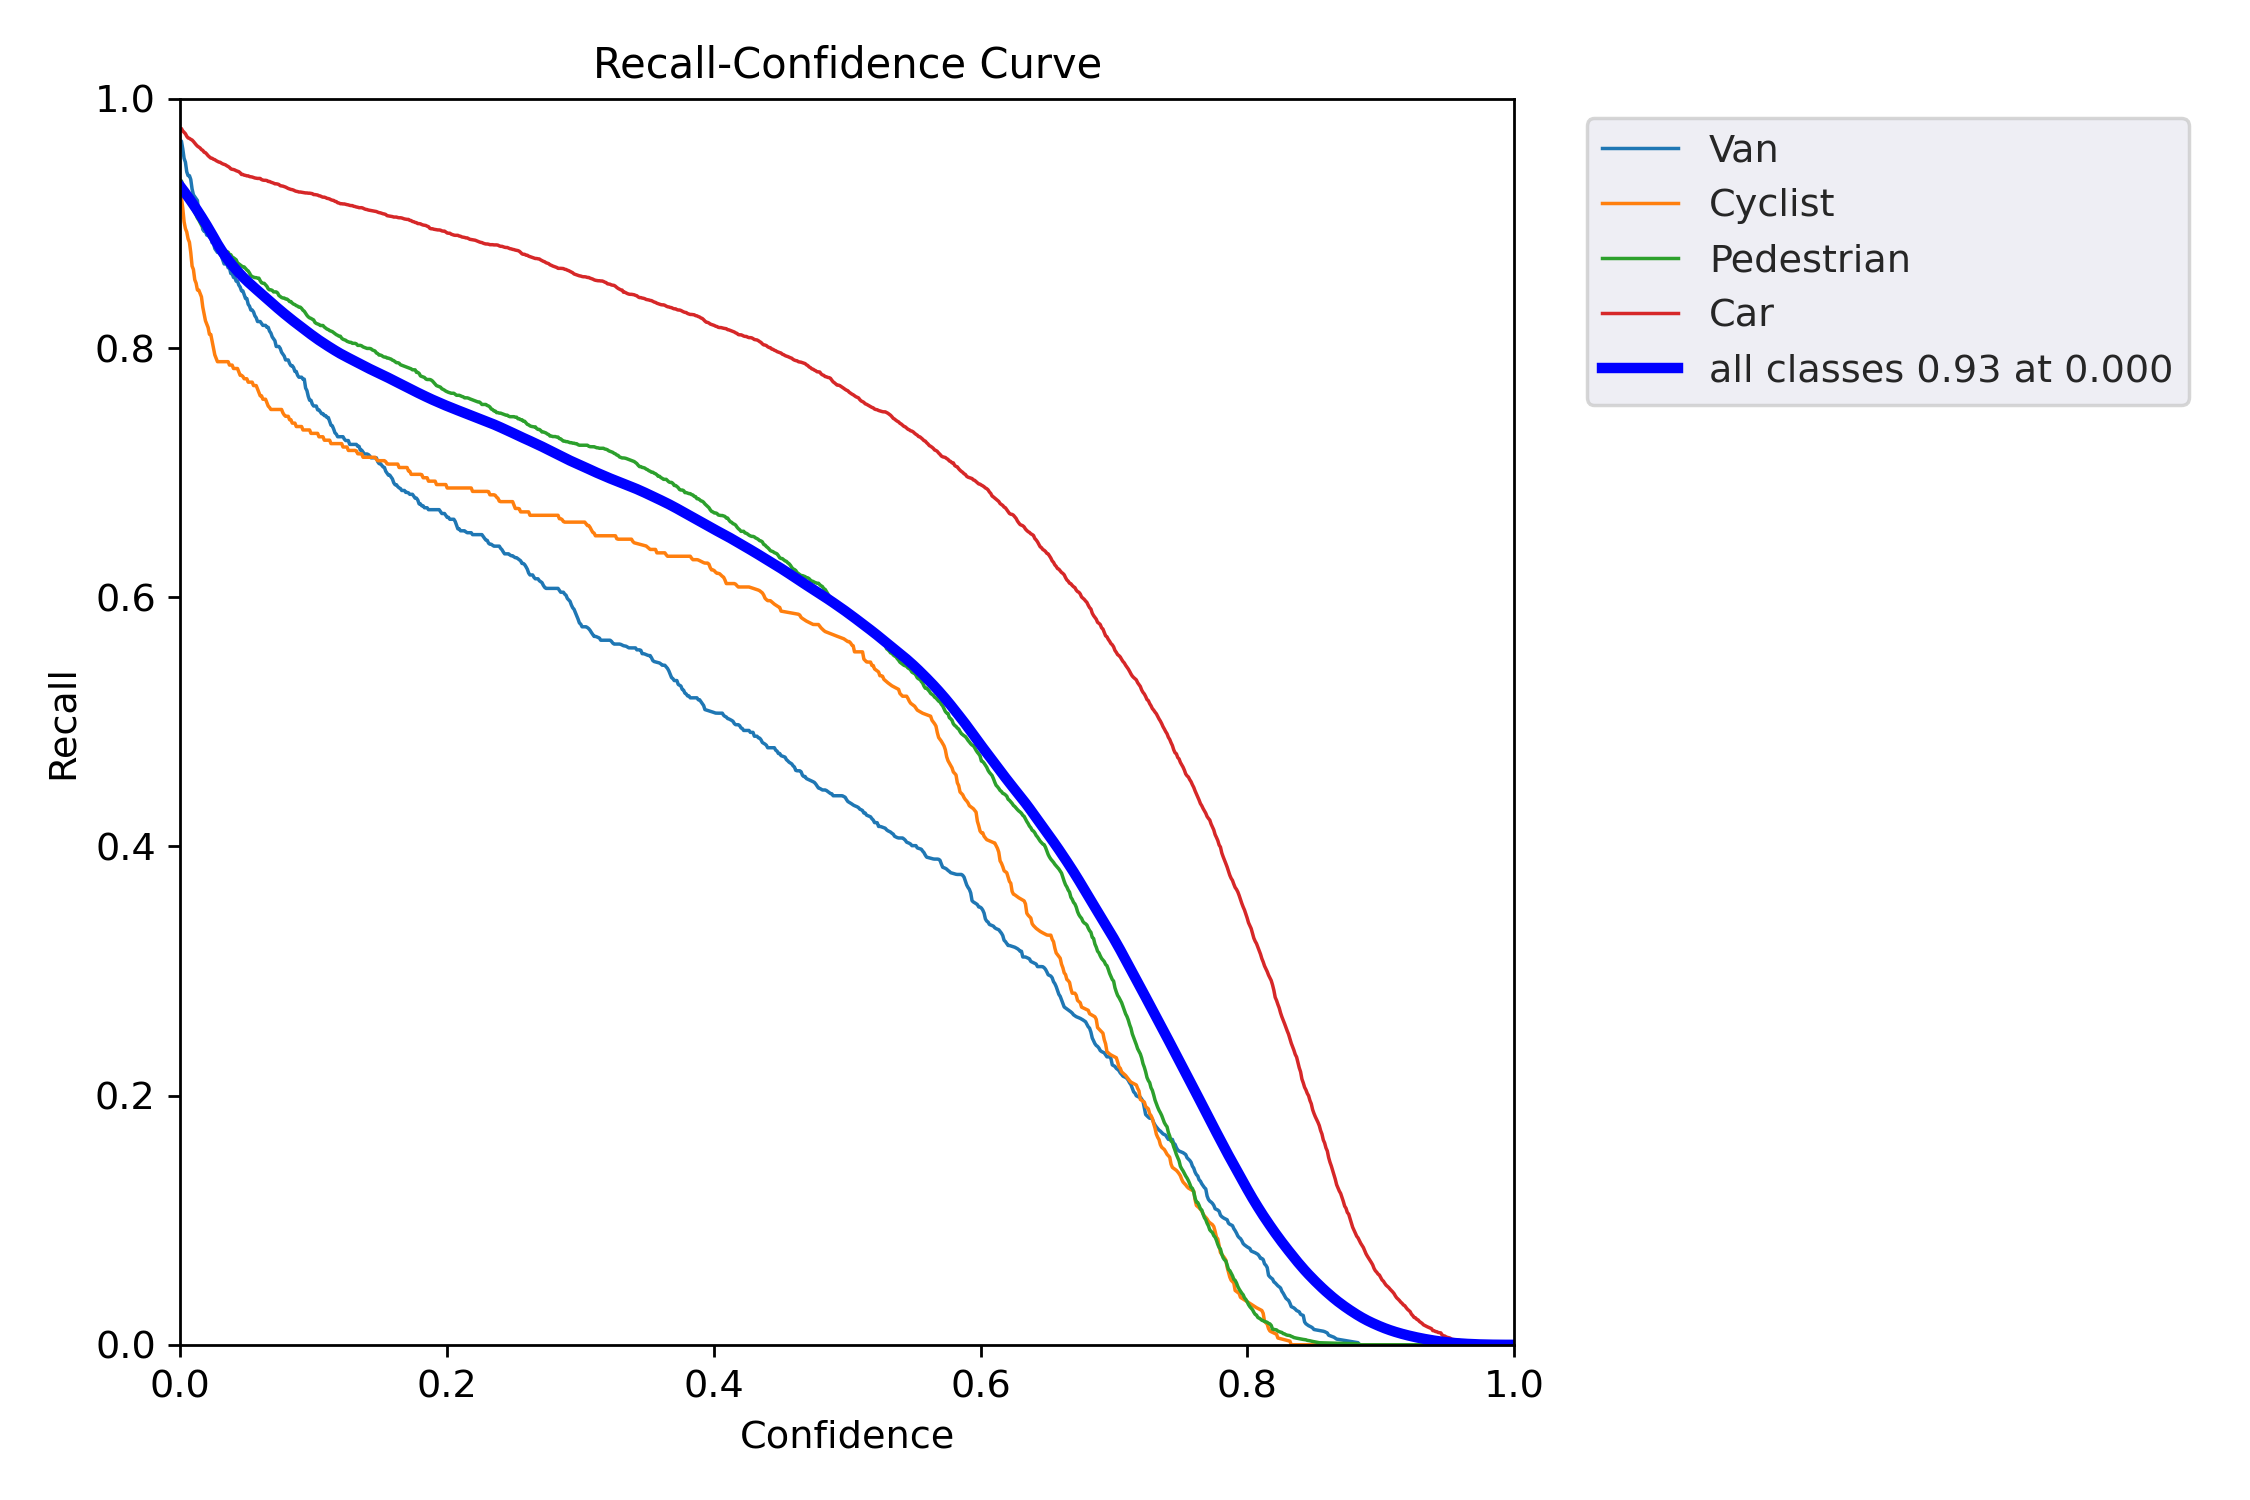 Recall-Confidence Curve
1.0
0.8
0.6
0.4
0.2
0.0
Recall
0.0 0.2 0.4 0.6 0.8 1.0
Confidence
Van
Cyclist
Pedestrian
Car
all classes 0.93 at 0.000